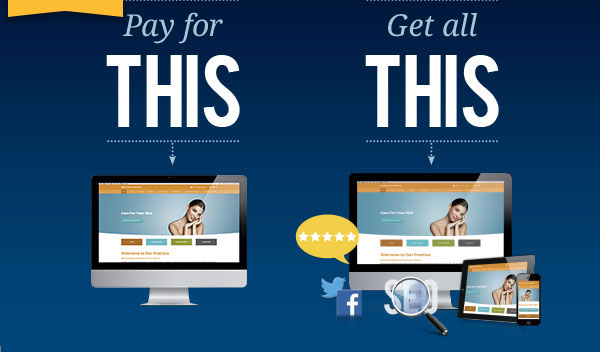 Pay for
THIS
Get all
THIS
Care For Your Skin
Welcome to Our Practice
Care For Your Skin
Welcome to Our Practice
f
SEO